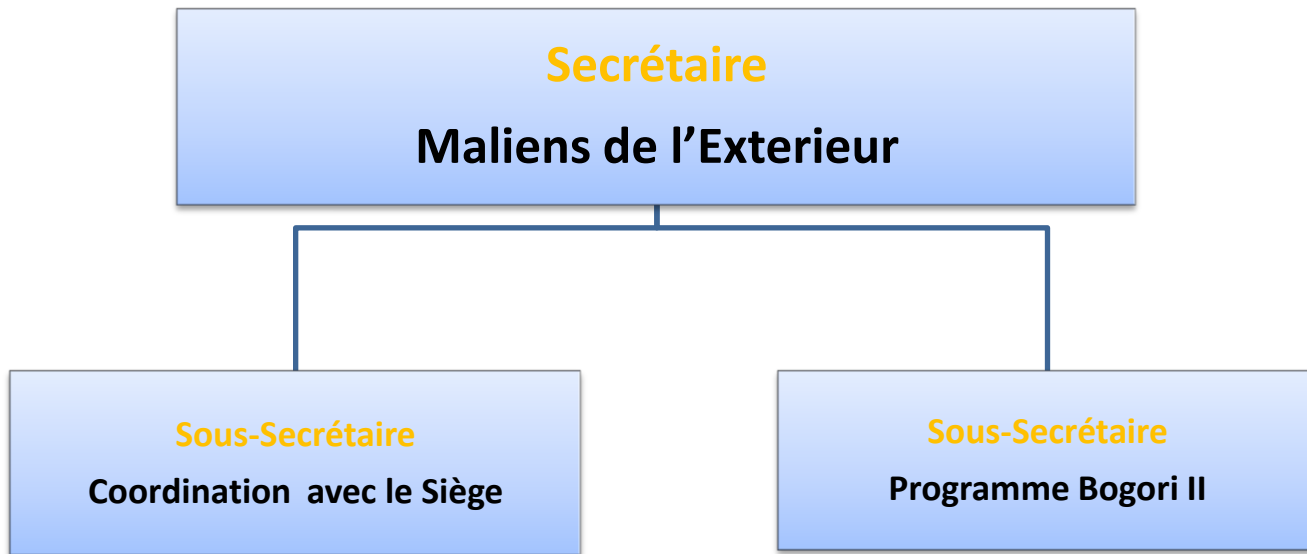 Secrétaire
Maliens de l’Exterieur
Sous-Secrétaire
Coordination avec le Siège
Sous-Secrétaire
Programme Bogori II